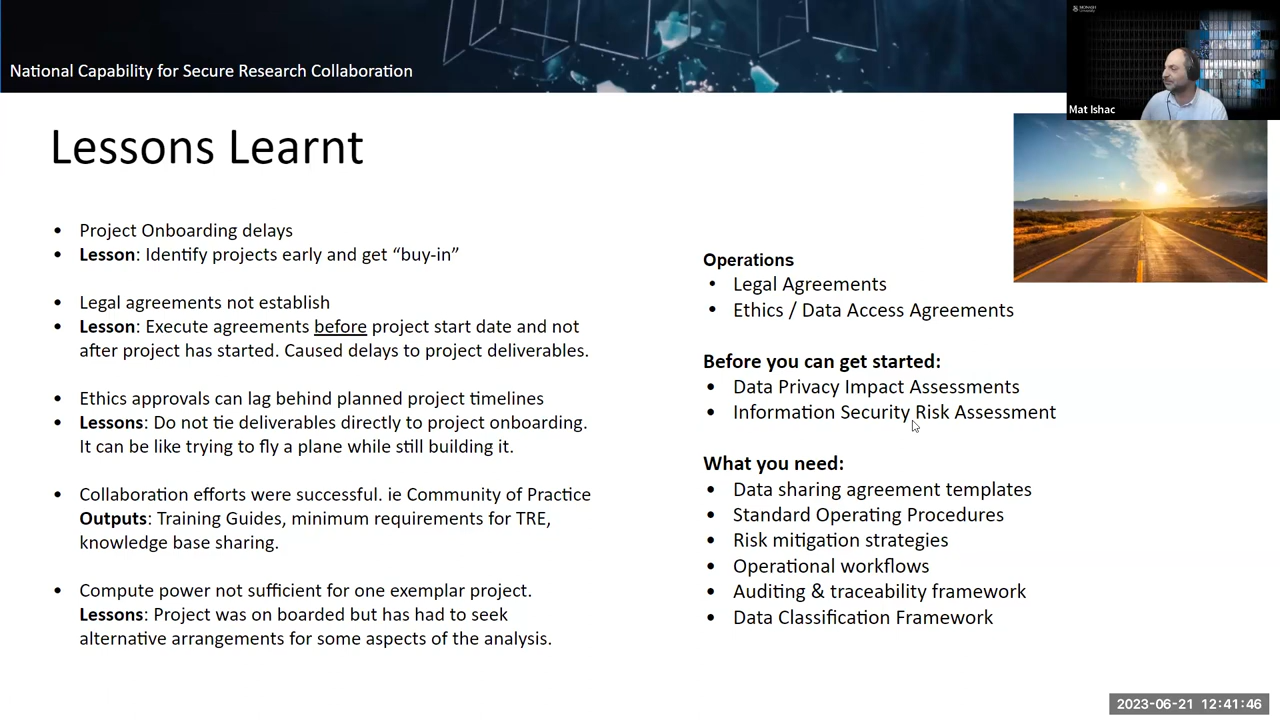 National Capability for Secure Research Collaboration
MONASH
University
Mat Ishac
Lessons Learnt
• Project Onboarding delays
• Lesson: Identify projects early and get “buy-in”
• Legal agreements not establish
• Lesson: Execute agreements before project start date and not
after project has started. Caused delays to project deliverables.
• Ethics approvals can lag behind planned project timelines
• Lessons: Do not tie deliverables directly to project onboarding.
It can be like trying to fly a plane while still building it.
• Collaboration efforts were successful. ie Community of Practice
Outputs: Training Guides, minimum requirements for TRE,
knowledge base sharing.
• Compute power not sufficient for one exemplar project.
Lessons: Project was on boarded but has had to seek
alternative arrangements for some aspects of the analysis.
Operations
• Legal Agreements
• Ethics / Data Access Agreements
Before you can get started:
• Data Privacy Impact Assessments
• Information Security Risk Assessment
What you need:
• Data sharing agreement templates
• Standard Operating Procedures
• Risk mitigation strategies
• Operational workflows
• Auditing & traceability framework
• Data Classification Framework
2023-06-21 12:41:46